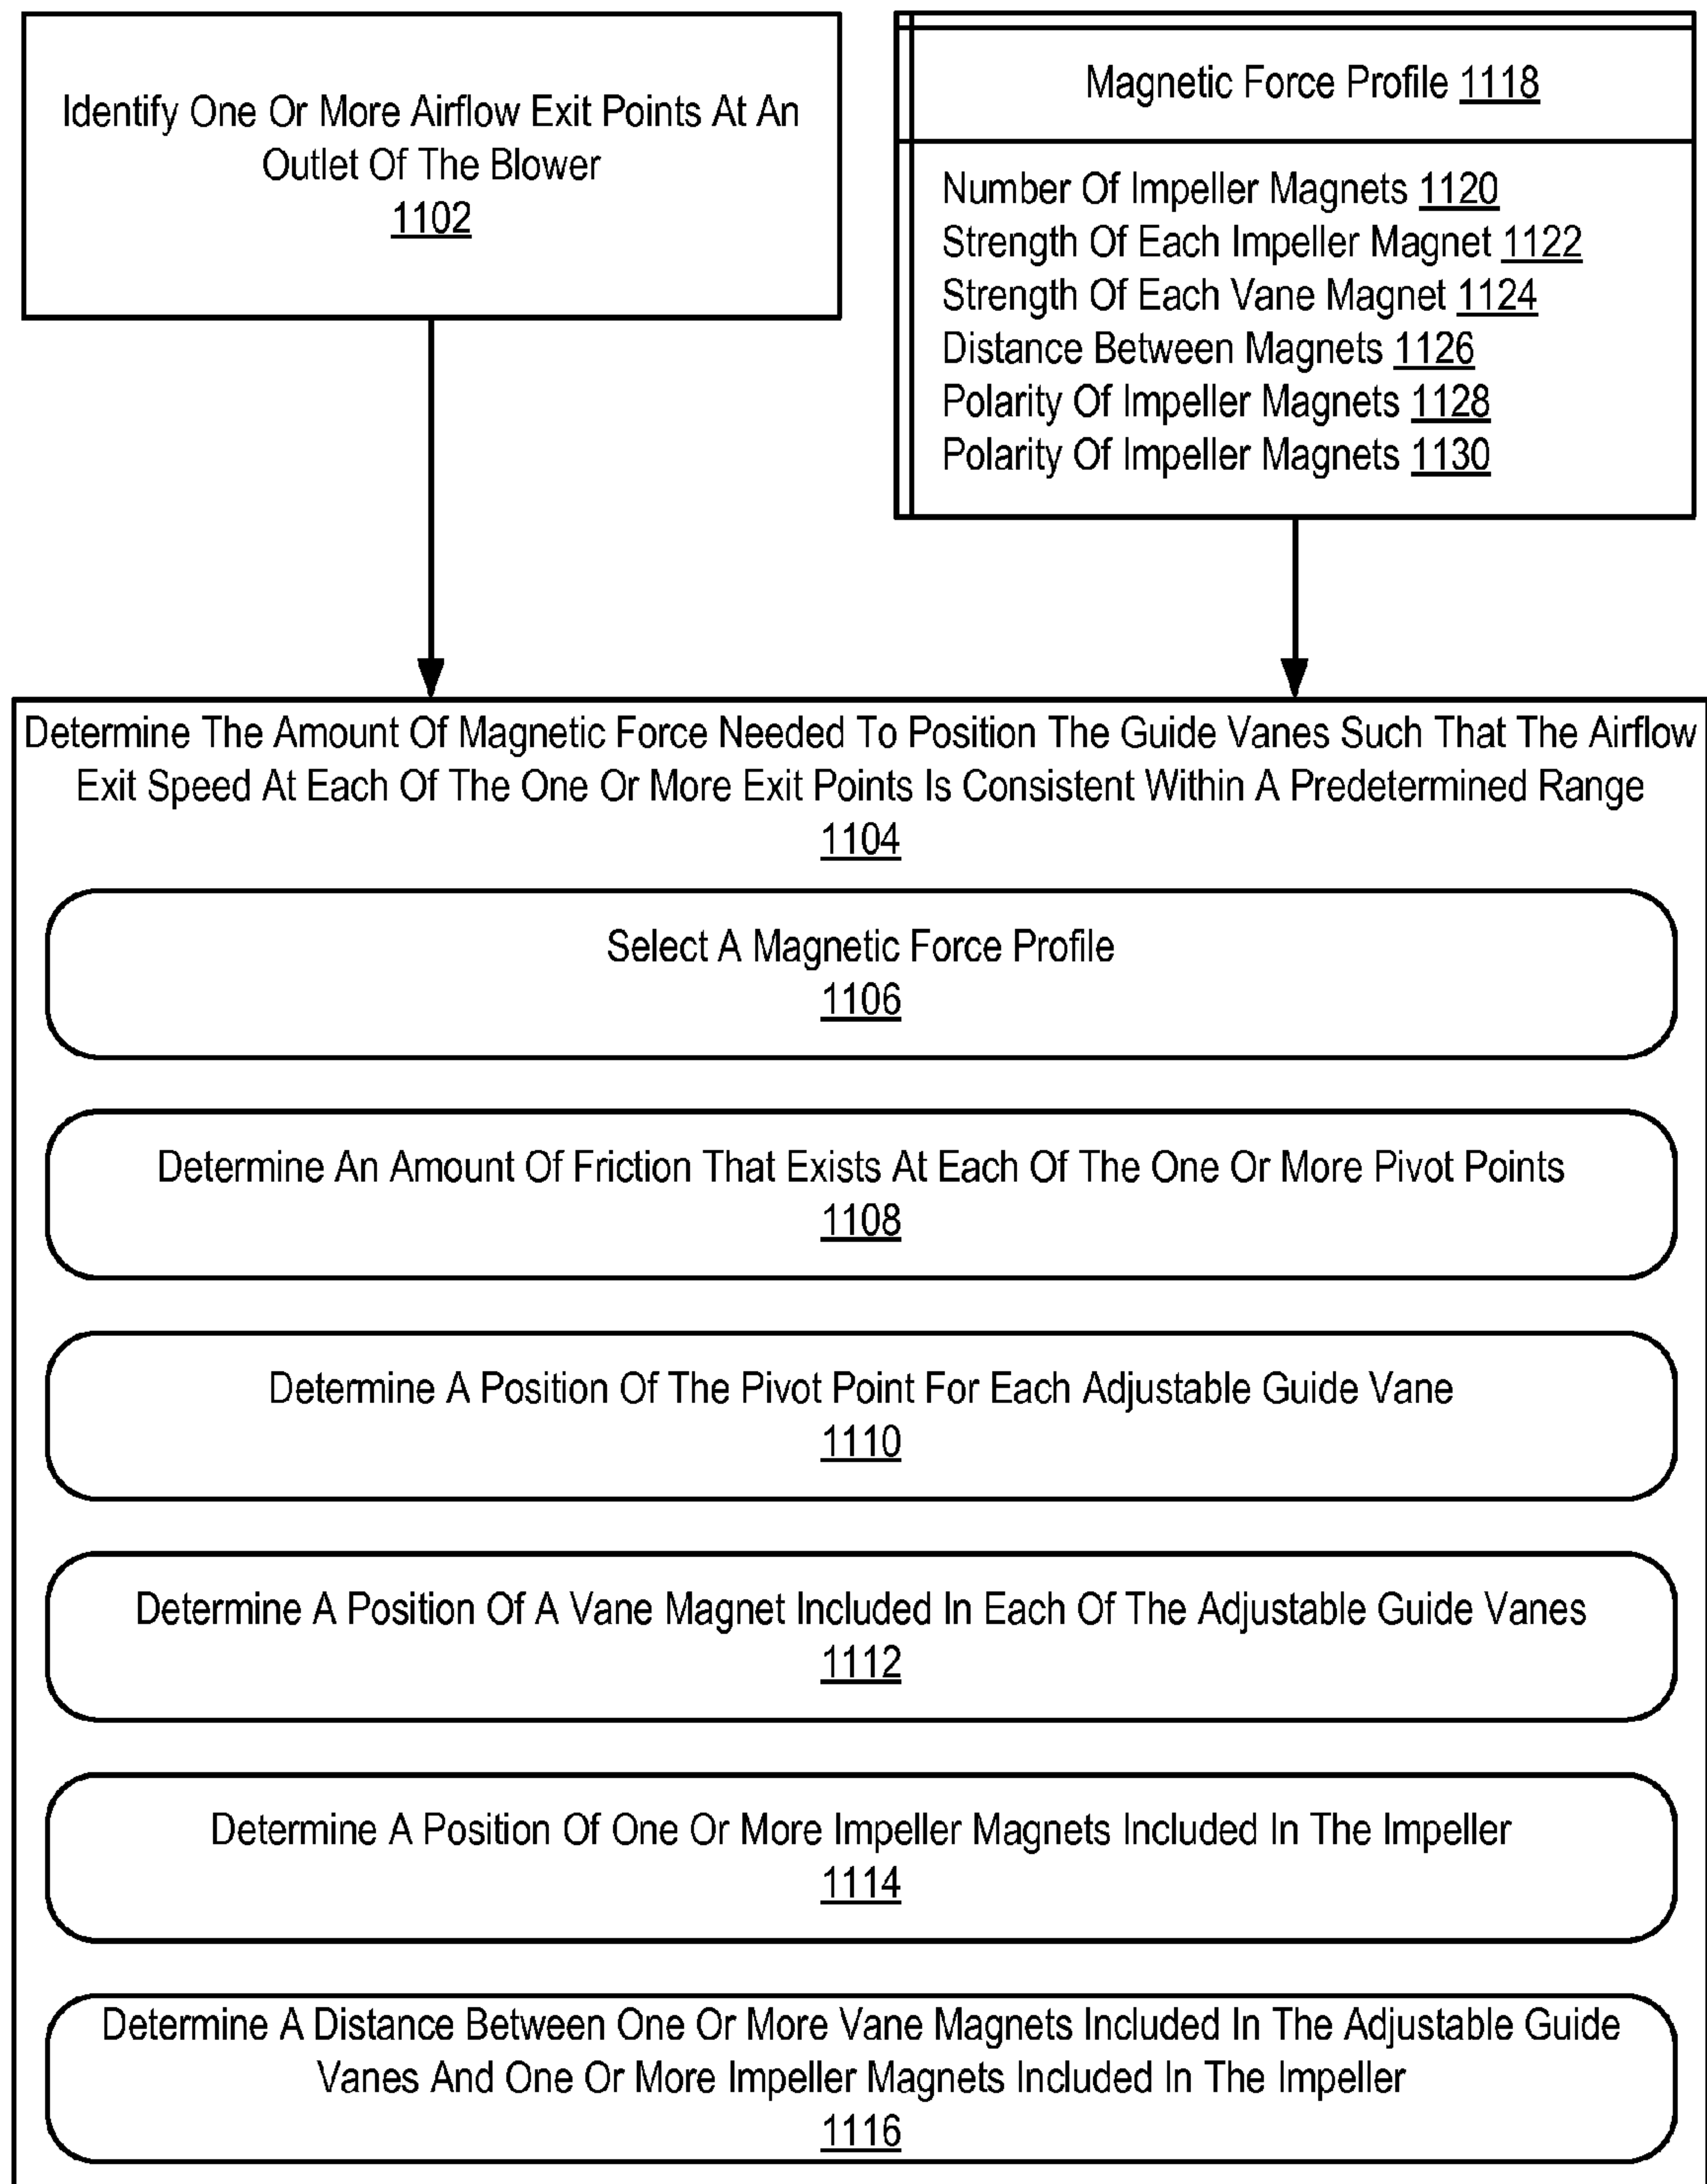 Identify One Or More Airflow Exit Points At An
Outlet Of The Blower
1102
Magnetic Force Profile 1118
Number Of Impeller Magnets 1120
Strength Of Each Impeller Magnet 1122
Strength Of Each Vane Magnet 1124
Distance Between Magnets 1126
Polarity Of Impeller Magnets 1128
Polarity Of Impeller Magnets 1130
Determine The Amount Of Magnetic Force Needed To Position The Guide Vanes Such That The Airflow
Exit Speed At Each Of The One Or More Exit Points Is Consistent Within A Predetermined Range
1104
Select A Magnetic Force Profile
1106
Determine An Amount Of Friction That Exists At Each Of The One Or More Pivot Points
1108
Determine A Position Of The Pivot Point For Each Adjustable Guide Vane
1110
Determine A Position Of A Vane Magnet Included In Each Of The Adjustable Guide Vanes
1112
Determine A Position Of One Or More Impeller Magnets Included In The Impeller
1114
Determine A Distance Between One Or More Vane Magnets Included In The Adjustable Guide
Vanes And One Or More Impeller Magnets Included In The Impeller
1116